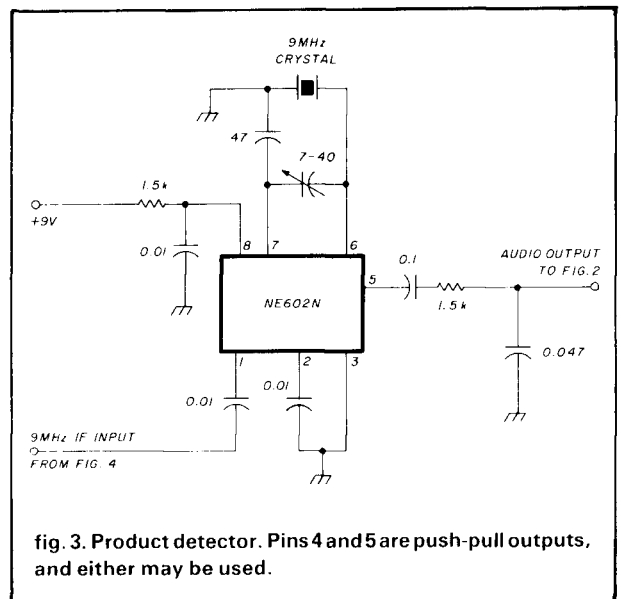 9MHz
CRYSTAL
47
7-40
1.5k
+9V
0.01
8
7
6
0.1
AUDIO OUTPUT
TO FIG.2
5
NE602N
1.5k
0.047
1
2
3
0.01
0.01
9MHz IF INPUT
FROM FIG. 4
fig. 3. Product detector. Pins 4 and 5 are push-pull outputs,
and either may be used.